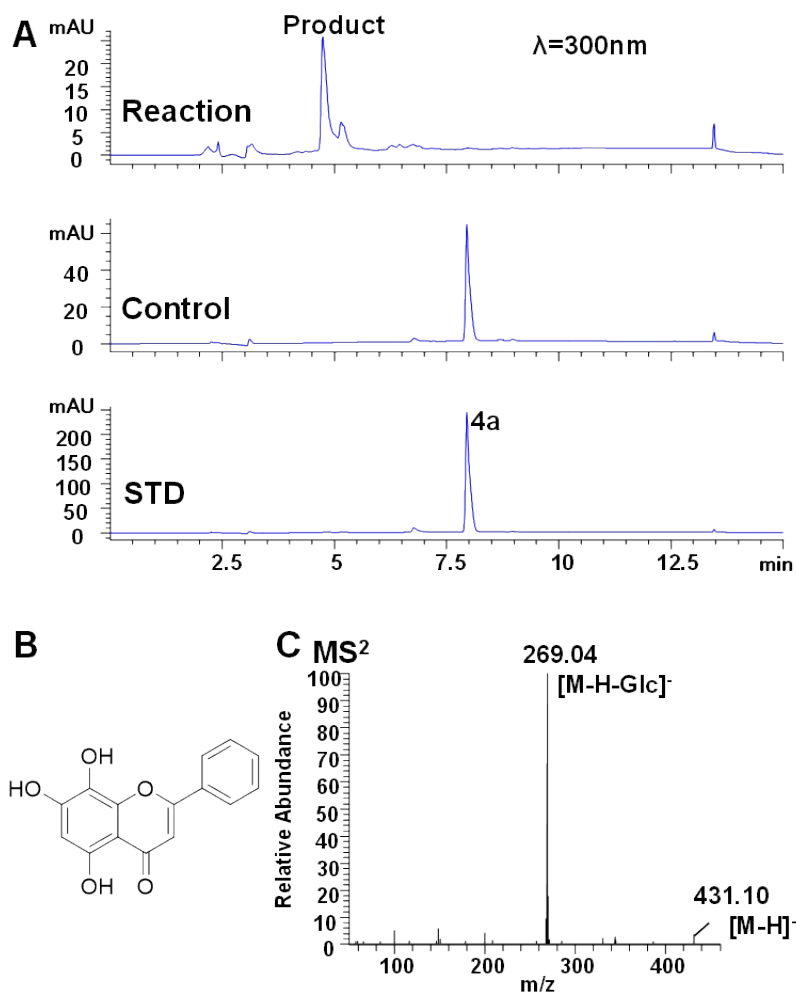 A
mAU
Product
λ=300nm
20
15
10
5
0
Reaction
mAU
40
20
0
Control
mAU
200
150
100
50
0
4a
STD
2.5 5 7.5 10 12.5 min
B
OH
HO
O
OH O
C MS²
269.04
[M-H-Glc]⁻
100
90
80
70
60
50
40
30
20
10
0
Relative Abundance
431.10
[M-H]⁻
100 200 300 400
m/z